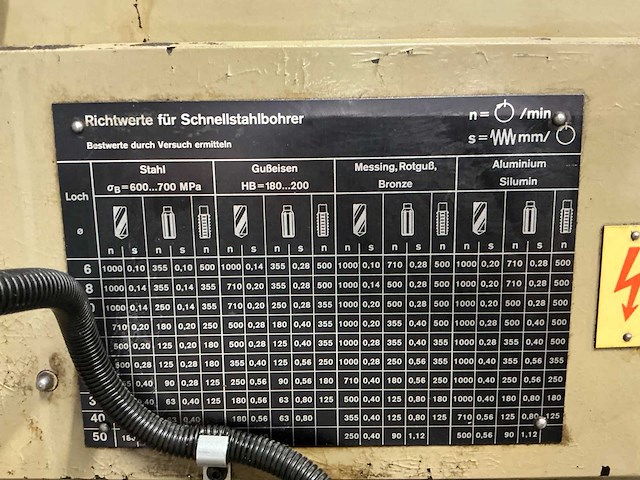 Richtwerte für Schnellstahlbohrer n= /min
Bestwerte durch Versuch ermitteln s= mm/
Loch Stahl Gußeisen Messing, Rotguß, Aluminium
σB=600...700 MPa HB=180...200 Bronze Silumin
ø n s n s n n s n s n n s n s n n s n s n
6 1000 0,10 355 0,10 500 1000 0,14 355 0,28 500 1000 0,10 710 0,28 500 1000 0,20 710 0,28 500
8 1000 0,14 355 0,14 355 710 0,20 355 0,28 500 1000 0,14 500 0,28 500 1000 0,20 500 0,28 500
1000 0,14 250 0,14 355 710 0,20 250 0,28 355 1000 0,20 500 0,28 500 1000 0,20 500 0,28 500
710 0,20 180 0,20 250 500 0,28 180 0,40 355 1000 0,20 355 0,40 500 1000 0,28 500 0,40 500
500 0,20 125 0,20 180 500 0,28 125 0,40 355 1000 0,28 355 0,40 500 1000 0,28 500 0,40 500
500 0,28 125 0,28 180 355 0,40 125 0,56 250 1000 0,28 250 0,56 355 1000 0,40 355 0,56 355
0,40 90 0,28 125 250 0,56 90 0,56 180 710 0,40 180 0,56 250 1000 0,40 250 0,56 355
0,40 63 0,40 125 180 0,56 63 0,80 125 500 0,40 125 0,80 180 1000 0,40 180 0,80 180
40 63 0,40 180 0,56 63 0,80 355 0,40 125 0,80 125 710 0,56 125 0,80 125
50 250 0,40 90 1,12 500 0,56 90 1,12